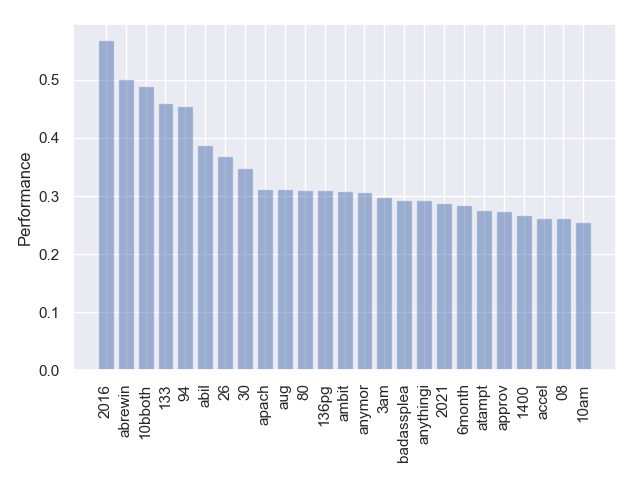 Performance
0.5
0.4
0.3
0.2
0.1
0.0
2016
abrewin
10bboth
133
94
abil
26
30
apach
aug
80
136pg
ambit
anymor
3am
badassplea
anythingi
2021
6month
atampt
approv
1400
accel
08
10am